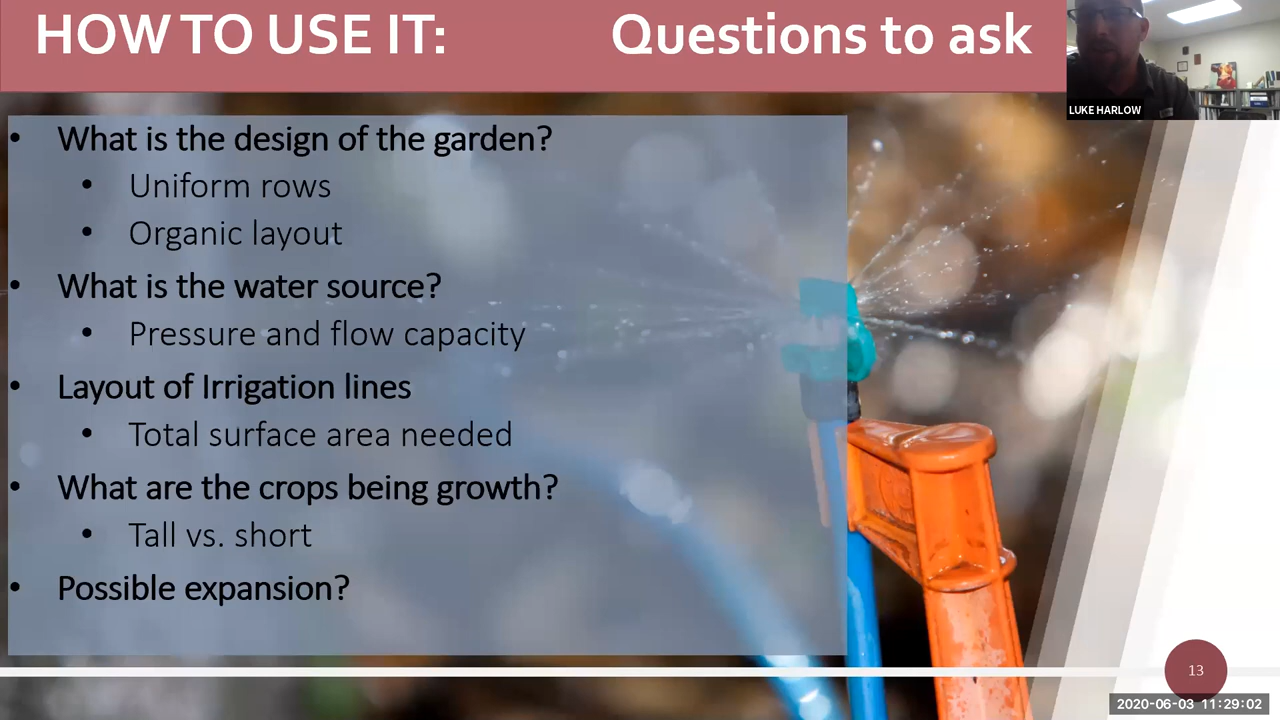 HOW TO USE IT: Questions to ask
LUKE HARLOW
• What is the design of the garden?
• Uniform rows
• Organic layout
• What is the water source?
• Pressure and flow capacity
• Layout of Irrigation lines
• Total surface area needed
• What are the crops being growth?
• Tall vs. short
• Possible expansion?
13
2020-06-03 11:29:02